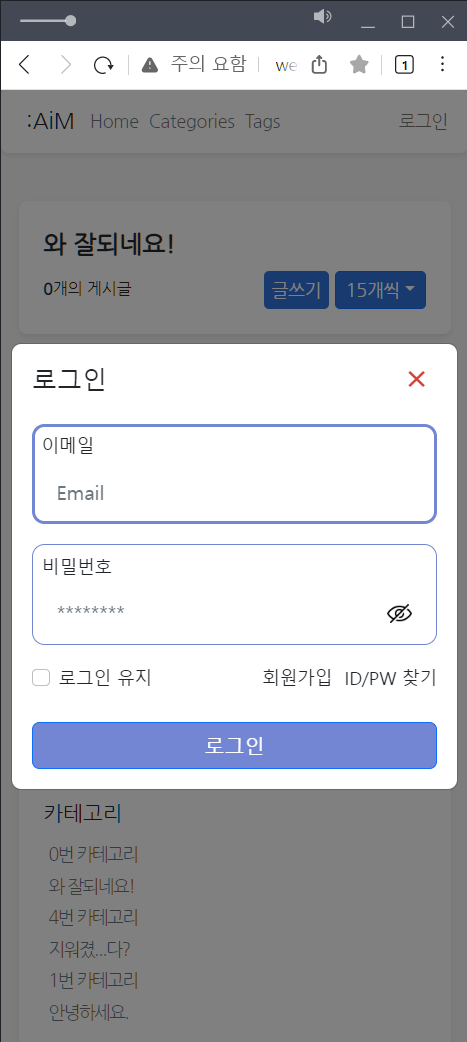 주의 요함 we
1
:AiM Home Categories Tags 로그인
와 잘되네요!
0개의 게시글 글쓰기 15개씩
로그인
이메일
Email
비밀번호
********
로그인 유지 회원가입 ID/PW 찾기
로그인
카테고리
0번 카테고리
와 잘되네요!
4번 카테고리
지워졌...다?
1번 카테고리
안녕하세요.